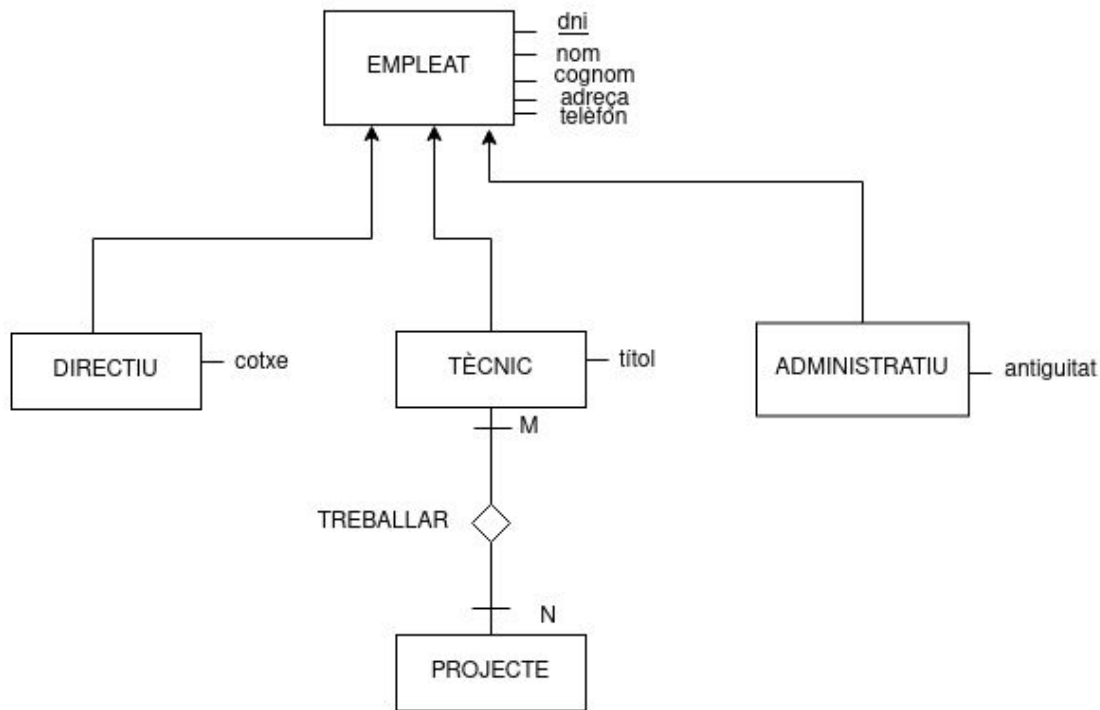 dni
EMPLEAT
nom
cognom
adreça
telèfon
DIRECTIU
cotxe
TÈCNIC
títol
ADMINISTRATIU
antiguitat
M
TREBALLAR
N
PROJECTE